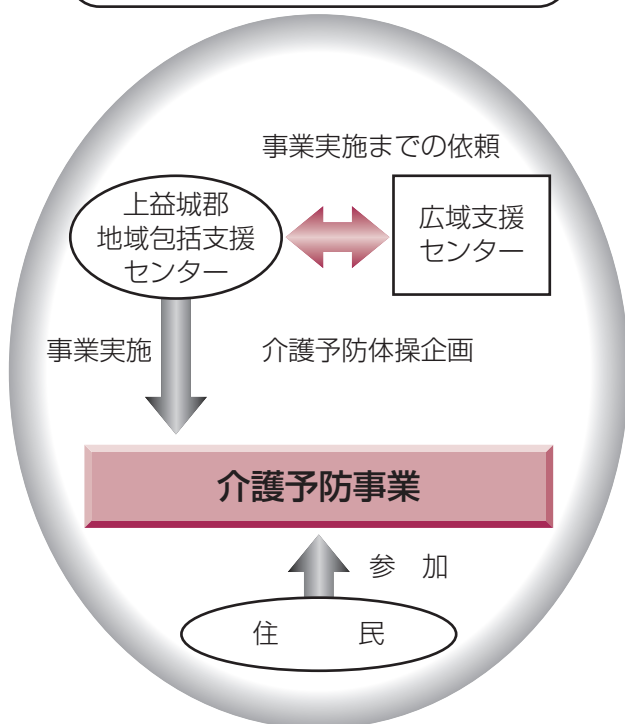 事業実施までの依頼
上益城郡
地域包括支援
センター
広域支援
センター
事業実施
介護予防体操企画
介護予防事業
参 加
住 民